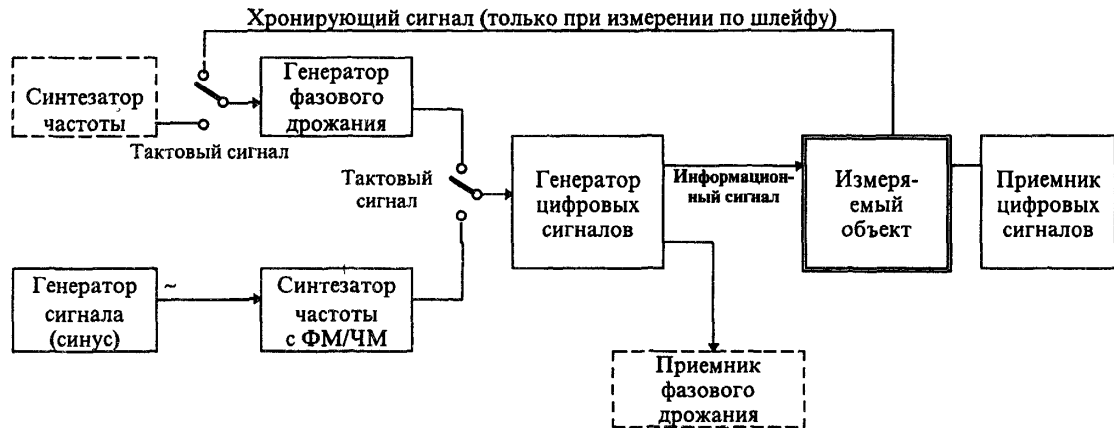 Хронирующий сигнал (только при измерении по шлейфу)
Синтезатор
частоты
Генератор
фазового
дрожания
Тактовый сигнал
Тактовый
сигнал
Генератор
цифровых
сигналов
Информацион-
ный сигнал
Измеря-
емый
объект
Приемник
цифровых
сигналов
Генератор
сигнала
(синус)
~
Синтезатор
частоты
с ФМ/ЧМ
Приемник
фазового
дрожания